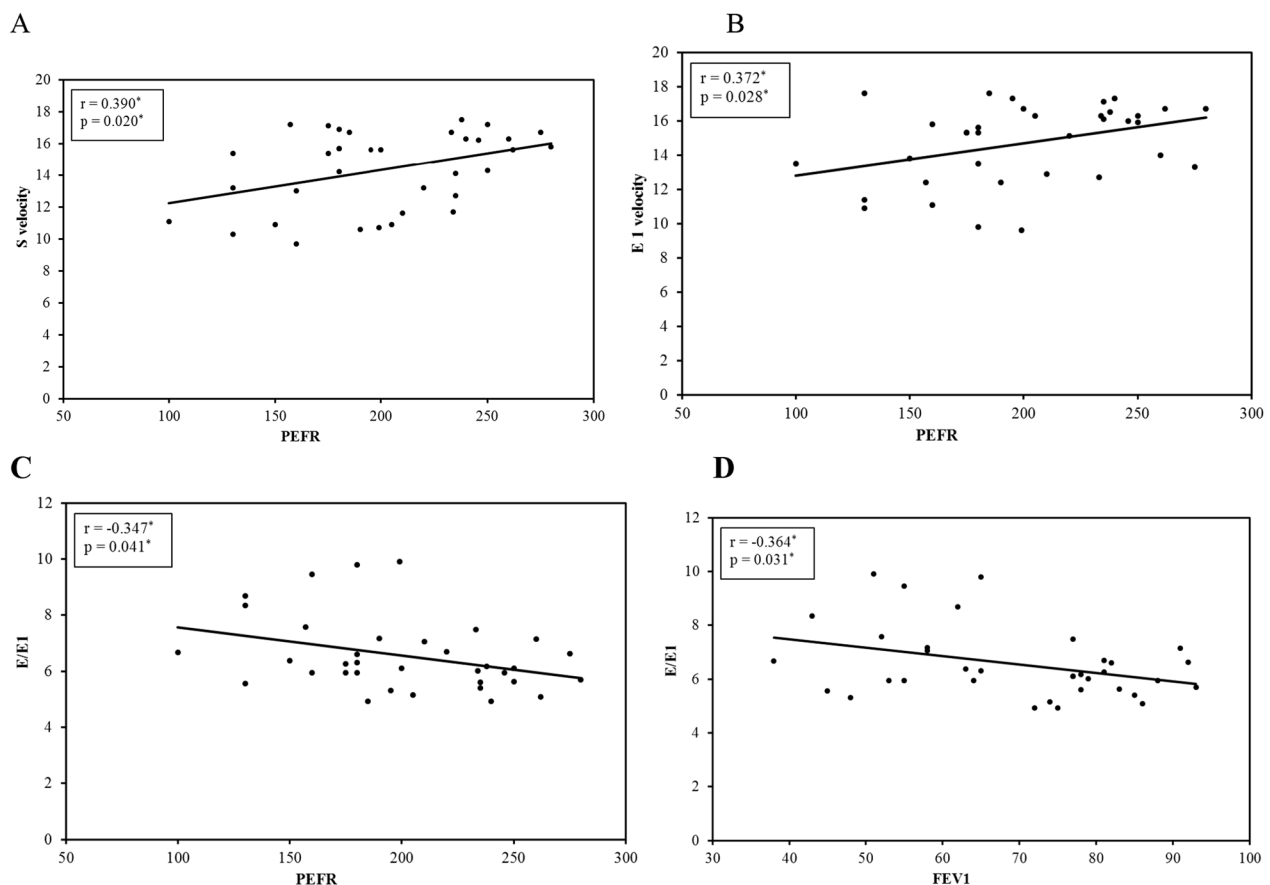 A
S velocity
20
18
16
14
12
10
8
6
4
2
0
r = 0.390*
p = 0.020*
50 100 150 200 250 300
PEFR
B
E 1 velocity
20
18
16
14
12
10
8
6
4
2
0
r = 0.372*
p = 0.028*
50 100 150 200 250 300
PEFR
C
E/E1
12
10
8
6
4
2
0
r = -0.347*
p = 0.041*
50 100 150 200 250 300
PEFR
D
E/E1
12
10
8
6
4
2
0
r = -0.364*
p = 0.031*
30 40 50 60 70 80 90 100
FEV1